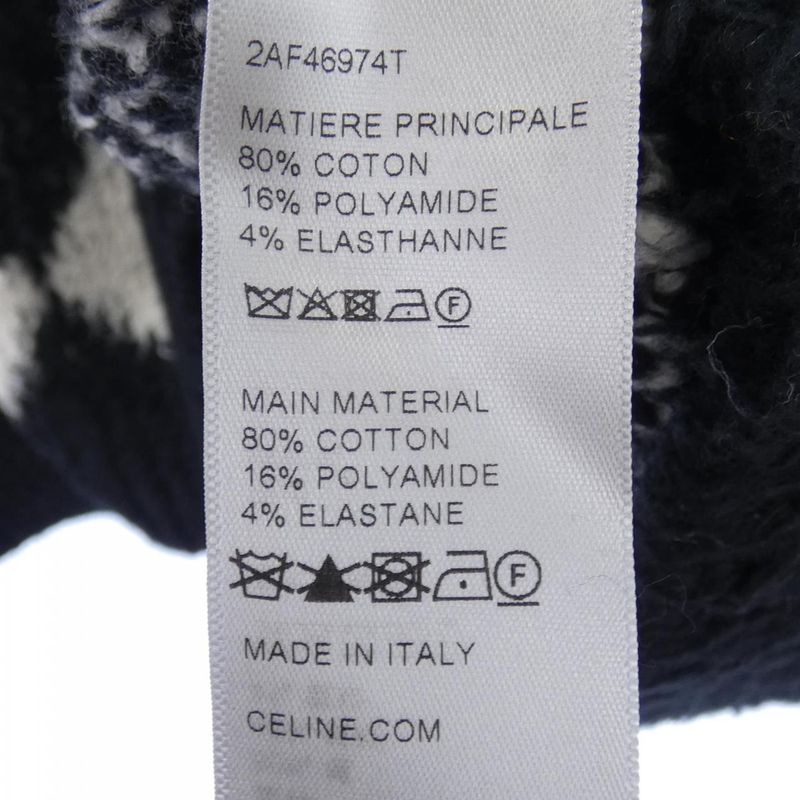 2AF46974T
MATIERE PRINCIPALE
80% COTON
16% POLYAMIDE
4% ELASTHANNE
F
MAIN MATERIAL
80% COTTON
16% POLYAMIDE
4% ELASTANE
F
MADE IN ITALY
CELINE.COM